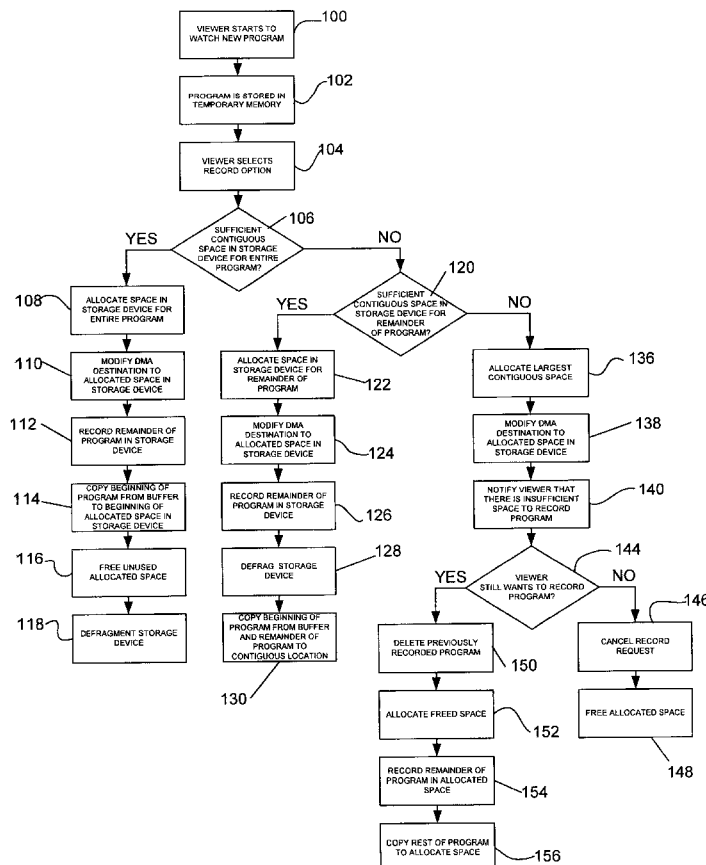 100
VIEWER STARTS TO
WATCH NEW PROGRAM
102
PROGRAM IS STORED IN
TEMPORARY MEMORY
104
VIEWER SELECTS
RECORD OPTION
106
SUFFICIENT
CONTIGUOUS
SPACE IN STORAGE
DEVICE FOR ENTIRE
PROGRAM?
YES
NO
108
ALLOCATE SPACE IN
STORAGE DEVICE FOR
ENTIRE PROGRAM
110
MODIFY DMA
DESTINATION TO
ALLOCATED SPACE IN
STORAGE DEVICE
112
RECORD REMAINDER
OF PROGRAM IN STORAGE
DEVICE
114
COPY BEGINNING OF
PROGRAM FROM BUFFER
TO BEGINNING OF
ALLOCATED SPACE IN
STORAGE DEVICE
116
FREE UNUSED
ALLOCATED SPACE
118
DEFRAGMENT STORAGE
DEVICE
120
SUFFICIENT
CONTIGUOUS SPACE IN
STORAGE DEVICE FOR
REMAINDER
OF PROGRAM?
YES
NO
122
ALLOCATE SPACE IN
STORAGE DEVICE FOR
REMAINDER OF
PROGRAM
124
MODIFY DMA
DESTINATION TO
ALLOCATED SPACE IN
STORAGE DEVICE
126
RECORD REMAINDER OF
PROGRAM IN STORAGE
DEVICE
128
DEFRAG STORAGE
DEVICE
COPY BEGINNING OF
PROGRAM FROM BUFFER
AND REMAINDER OF
PROGRAM TO
CONTIGUOUS LOCATION
130
136
ALLOCATE LARGEST
CONTIGUOUS SPACE
138
MODIFY DMA
DESTINATION TO
ALLOCATED SPACE IN
STORAGE DEVICE
140
NOTIFY VIEWER THAT
THERE IS INSUFFICIENT
SPACE TO RECORD
PROGRAM
144
VIEWER
STILL WANTS TO RECORD
PROGRAM?
YES
NO
146
CANCEL RECORD
REQUEST
FREE ALLOCATED SPACE
148
DELETE PREVIOUSLY
RECORDED PROGRAM
150
ALLOCATE FREED SPACE
152
RECORD REMAINDER OF
PROGRAM IN ALLOCATED
SPACE
154
COPY REST OF PROGRAM
TO ALLOCATE SPACE
156